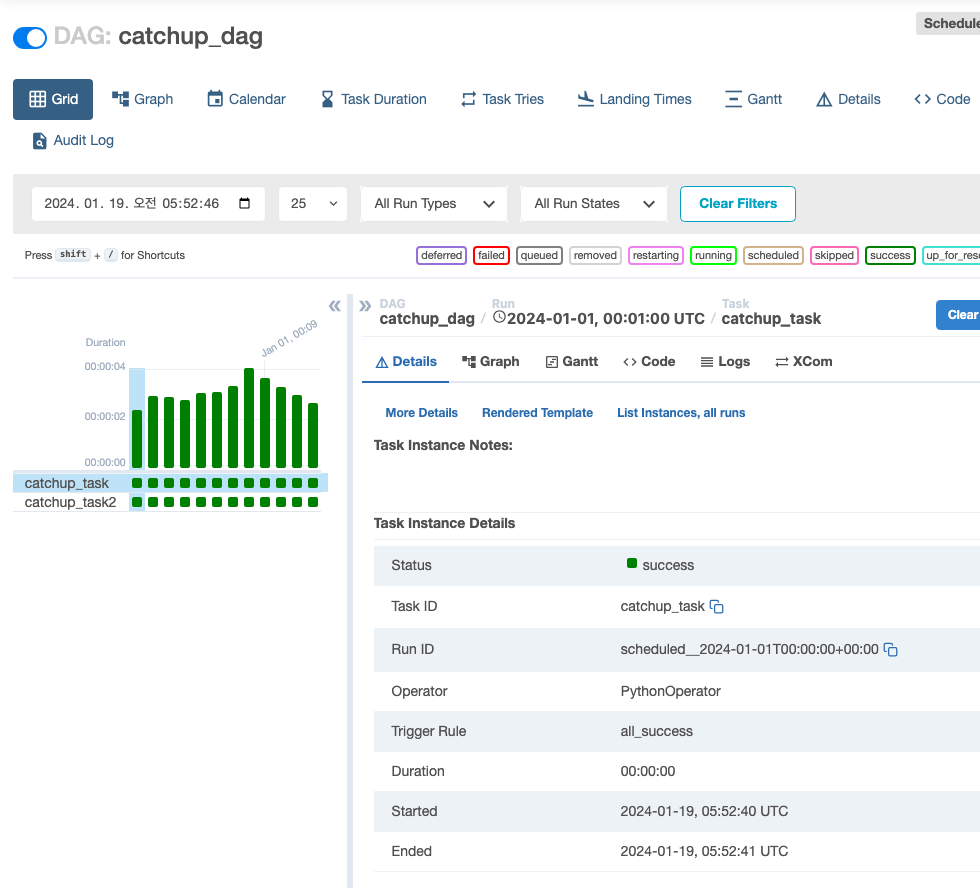 DAG: catchup_dag
Schedule
Grid
Graph
Calendar
Task Duration
Task Tries
Landing Times
Gantt
Details
Code
Audit Log
2024. 01. 19. 오전 05:52:46
25
All Run Types
All Run States
Clear Filters
Press shift + / for Shortcuts
deferred
failed
queued
removed
restarting
running
scheduled
skipped
success
up_for_resc
Duration
00:00:04
00:00:02
00:00:00
Jan 01, 00:09
catchup_task
catchup_task2
DAG
catchup_dag
/
Run
2024-01-01, 00:01:00 UTC
/
Task
catchup_task
Clear
Details
Graph
Gantt
Code
Logs
XCom
More Details
Rendered Template
List Instances, all runs
Task Instance Notes:
Task Instance Details
Status success
Task ID catchup_task
Run ID scheduled__2024-01-01T00:00:00+00:00
Operator PythonOperator
Trigger Rule all_success
Duration 00:00:00
Started 2024-01-19, 05:52:40 UTC
Ended 2024-01-19, 05:52:41 UTC